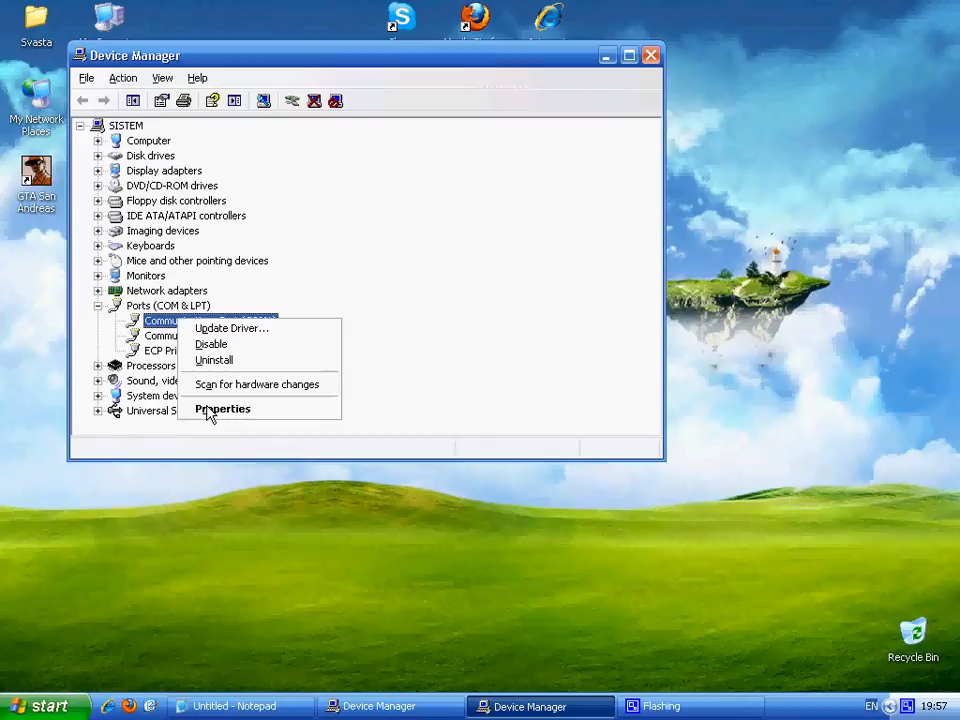 Svasta
Device Manager
File Action View Help
My Network
Places
GTA San
Andreas
SISTEM
Computer
Disk drives
Display adapters
DVD/CD-ROM drives
Floppy disk controllers
IDE ATA/ATAPI controllers
Imaging devices
Keyboards
Mice and other pointing devices
Monitors
Network adapters
Ports (COM & LPT)
Commu
Commu
ECP Pri
Processors
Sound, vide
System dev
Universal S
Update Driver...
Disable
Uninstall
Scan for hardware changes
Properties
Recycle Bin
start
Untitled - Notepad
Device Manager
Device Manager
Flashing
EN
19:57